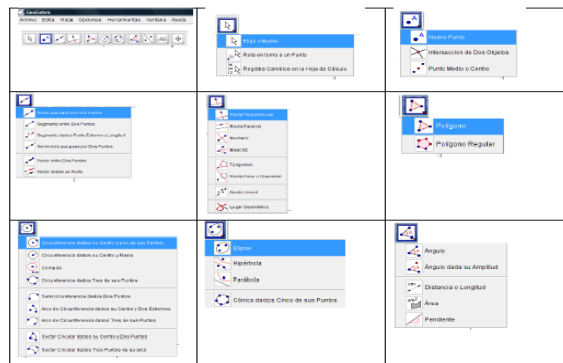 GeoGebra
Archivo Edita Vista Opciones Herramientas Ventana Ayuda
Elige y Mueve
Rota en torno a un Punto
Registra Cambios en la Hoja de Cálculo
Nuevo Punto
Intersección de Dos Objetos
Punto Medio o Centro
Recta que pasa por Dos Puntos
Segmento entre Dos Puntos
Segmento dados Punto Extremo y Longitud
Semirrecta que pasa por Dos Puntos
Vector entre Dos Puntos
Vector desde un Punto
Recta Perpendicular
Recta Paralela
Mediatriz
Bisectriz
Tangentes
Recta Polar o Diametral
Ajuste Lineal
Lugar Geométrico
Polígono
Polígono Regular
Circunferencia dados su Centro y uno de sus Puntos
Circunferencia dados su Centro y Radio
Compás
Circunferencia dados Tres de sus Puntos
Semicircunferencia dados Dos Puntos
Arco de Circunferencia dados su Centro y Dos Extremos
Arco de Circunferencia dados Tres de sus Puntos
Sector Circular dados su Centro y Dos Puntos
Sector Circular dados Tres Puntos de su arco
Elipse
Hipérbola
Parábola
Cónica dados Cinco de sus Puntos
Ángulo
Ángulo dada su Amplitud
Distancia o Longitud
Área
Pendiente